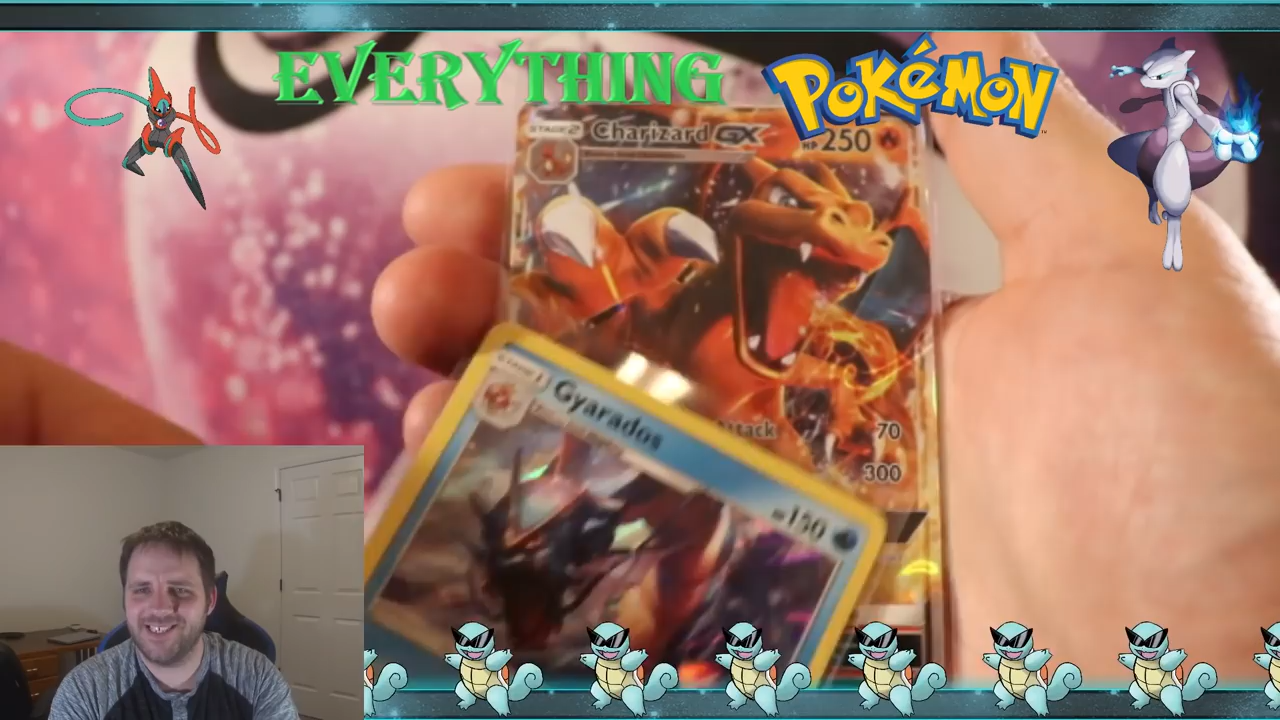 EVERYTHING POKéMON
STAGE 2 Charizard GX HP 250
70
300
Gyarados
150